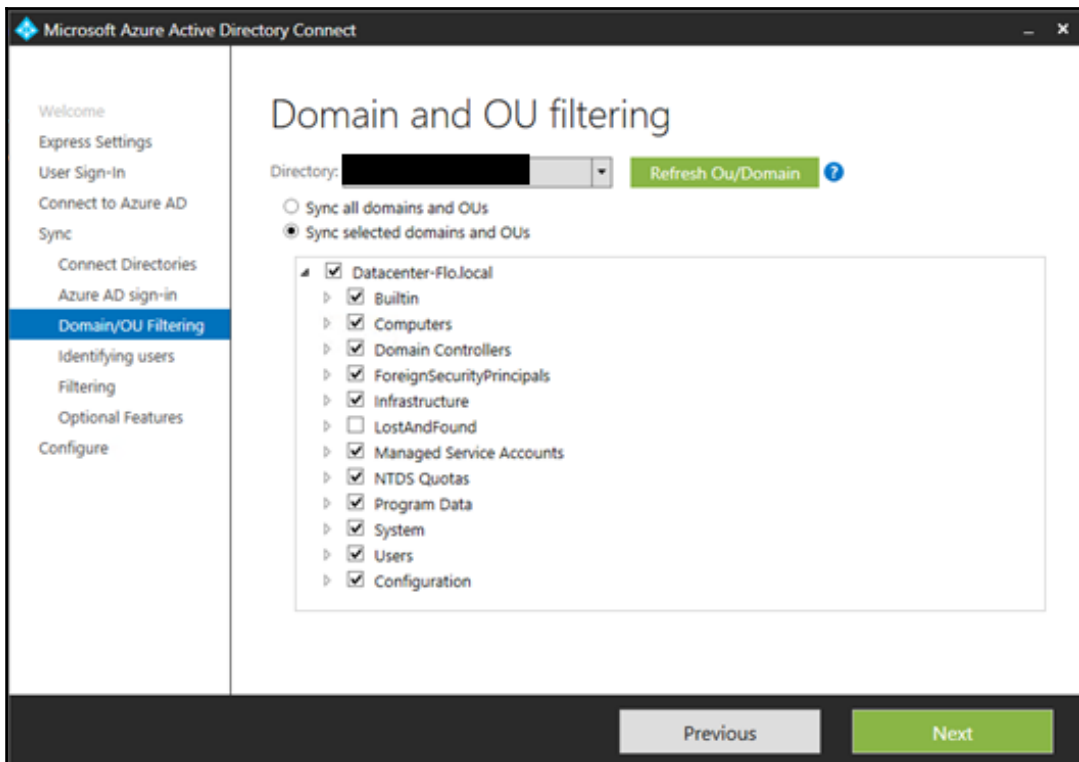 Microsoft Azure Active Directory Connect
Welcome
Express Settings
User Sign-In
Connect to Azure AD
Sync
Connect Directories
Azure AD sign-in
Domain/OU Filtering
Identifying users
Filtering
Optional Features
Configure
Domain and OU filtering
Directory:
Refresh Ou/Domain ?
Sync all domains and OUs
Sync selected domains and OUs
Datacenter-Flo.local
Builtin
Computers
Domain Controllers
ForeignSecurityPrincipals
Infrastructure
LostAndFound
Managed Service Accounts
NTDS Quotas
Program Data
System
Users
Configuration
Previous Next